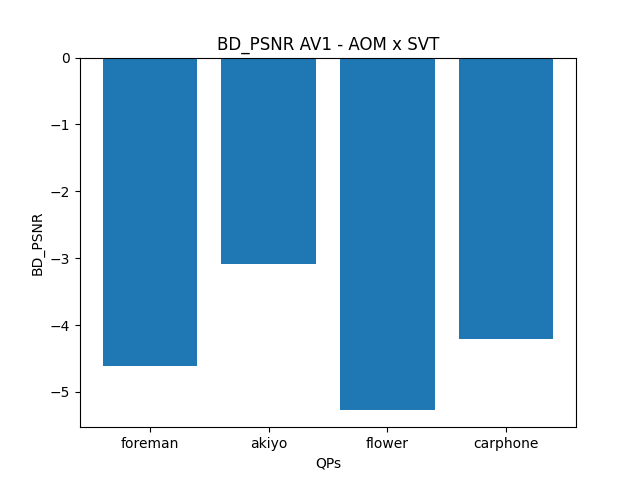 BD_PSNR AV1 - AOM x SVT
0
−1
−2
−3
−4
−5
BD_PSNR
foreman akiyo flower carphone
QPs